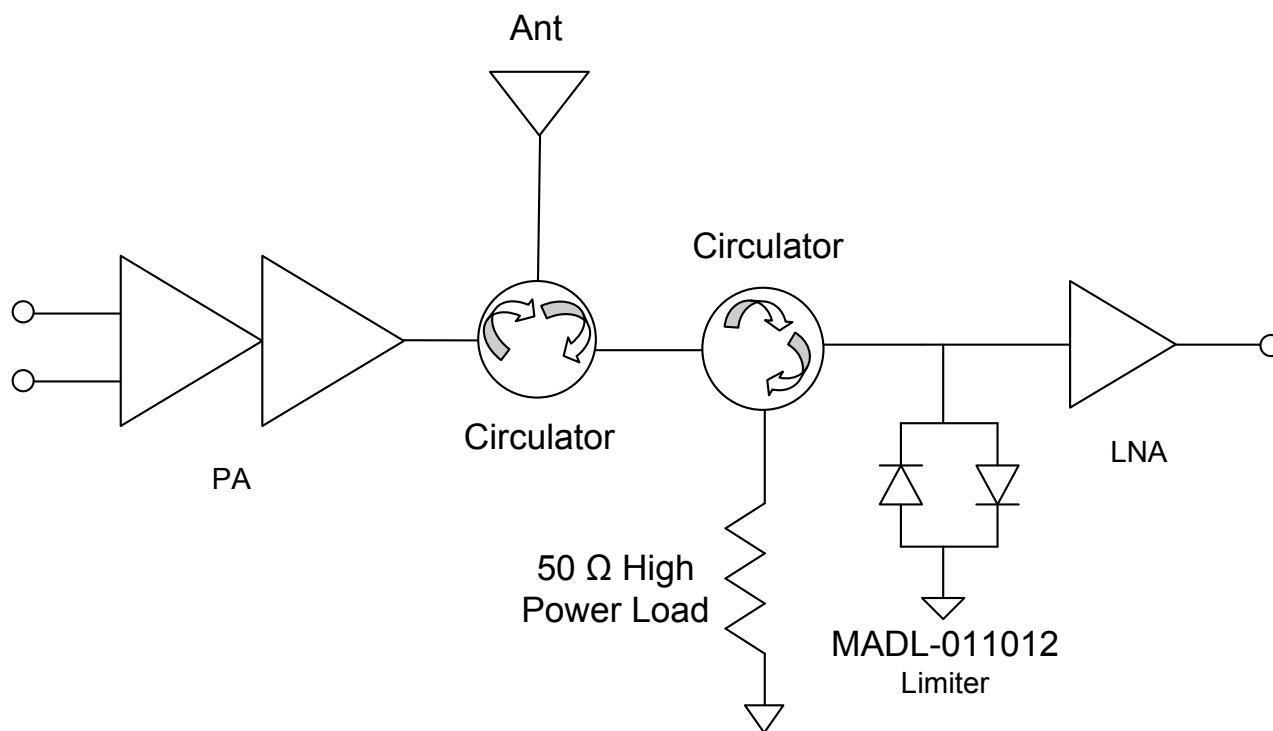 Ant
Circulator
Circulator
PA
LNA
50 Ω High
Power Load
MADL-011012
Limiter